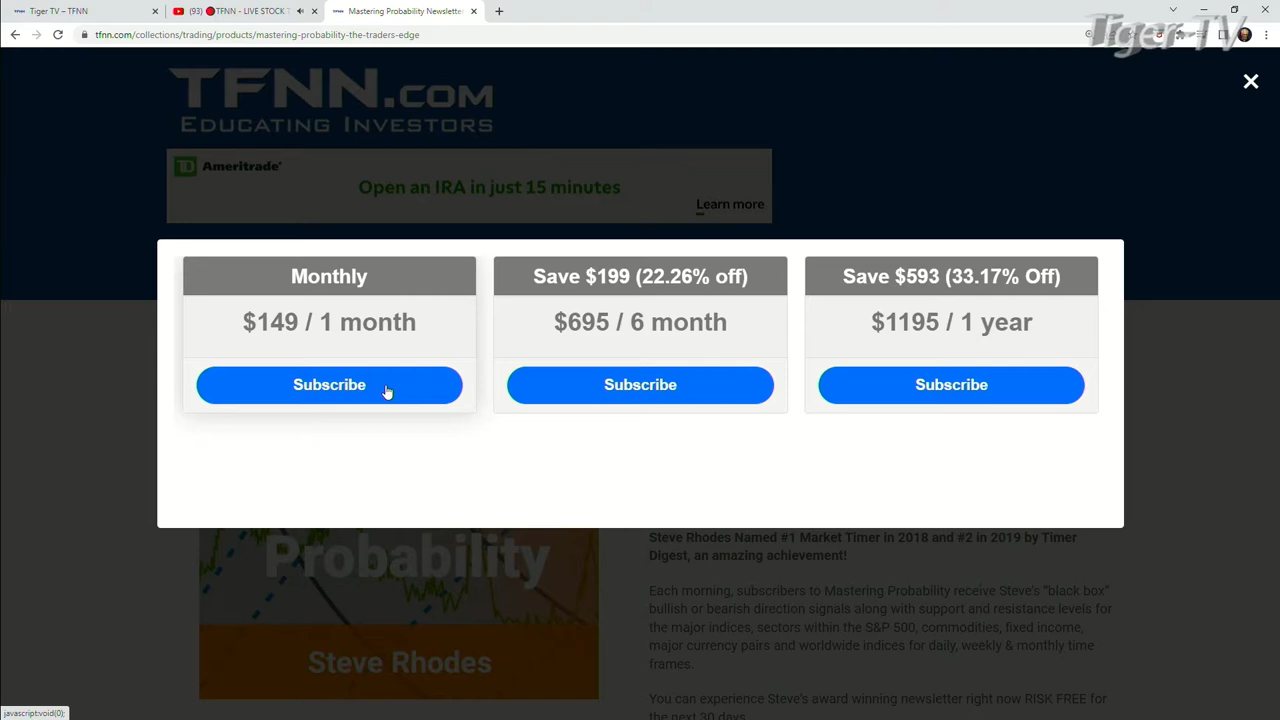 Tiger TV – TFNN
(93) 🔴TFNN - LIVE STOCK T
Mastering Probability Newslette
tfnn.com/collections/trading/products/mastering-probability-the-traders-edge
Tiger TV
TFNN.com
Educating Investors
TD Ameritrade
Open an IRA in just 15 minutes
Learn more
Monthly
$149 / 1 month
Subscribe
Save $199 (22.26% off)
$695 / 6 month
Subscribe
Save $593 (33.17% Off)
$1195 / 1 year
Subscribe
Probability
Steve Rhodes
Steve Rhodes Named #1 Market Timer in 2018 and #2 in 2019 by Timer
Digest, an amazing achievement!
Each morning, subscribers to Mastering Probability receive Steve's "black box"
bullish or bearish direction signals along with support and resistance levels for
the major indices, sectors within the S&P 500, commodities, fixed income,
major currency pairs and worldwide indices for daily, weekly & monthly time
frames.
You can experience Steve's award winning newsletter right now RISK FREE for
the next 30 days
javascript:void(0);